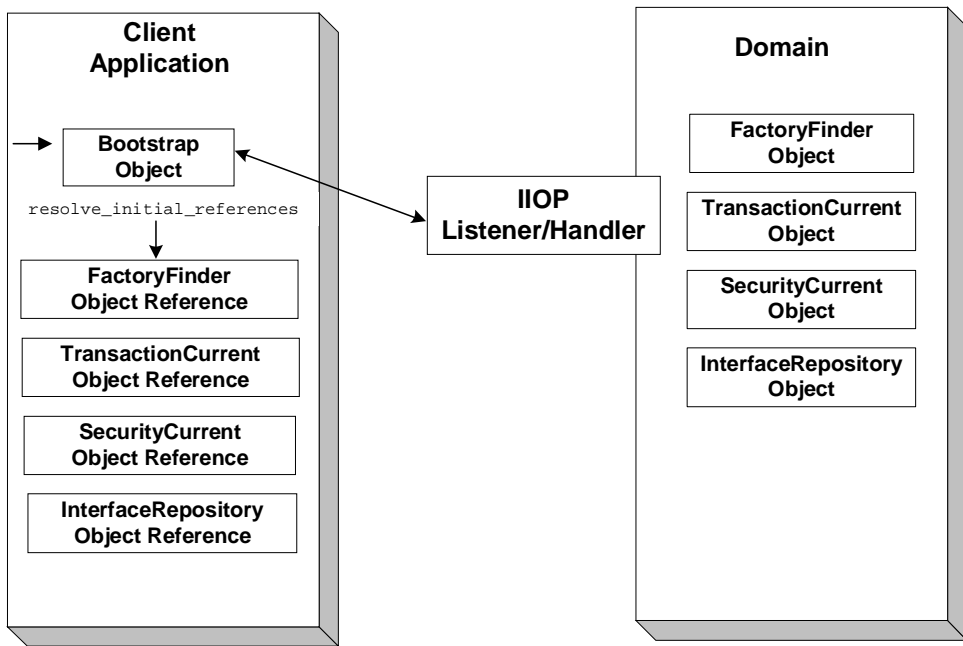 Client
Application
Bootstrap
Object
resolve_initial_references
FactoryFinder
Object Reference
TransactionCurrent
Object Reference
SecurityCurrent
Object Reference
InterfaceRepository
Object Reference
IIOP
Listener/Handler
Domain
FactoryFinder
Object
TransactionCurrent
Object
SecurityCurrent
Object
InterfaceRepository
Object